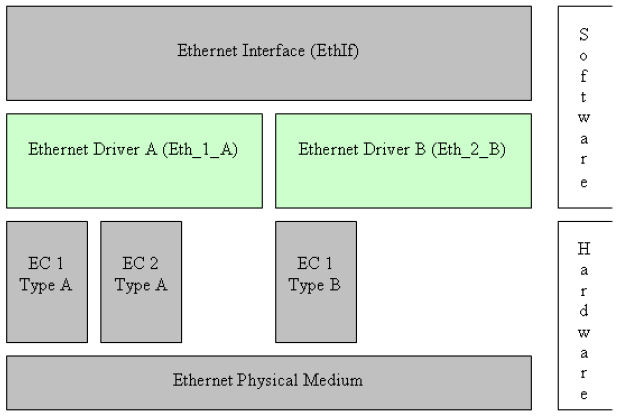 Ethernet Interface (EthIf)
Ethernet Driver A (Eth_1_A)
Ethernet Driver B (Eth_2_B)
EC 1
Type A
EC 2
Type A
EC 1
Type B
Ethernet Physical Medium
Software
Hardware